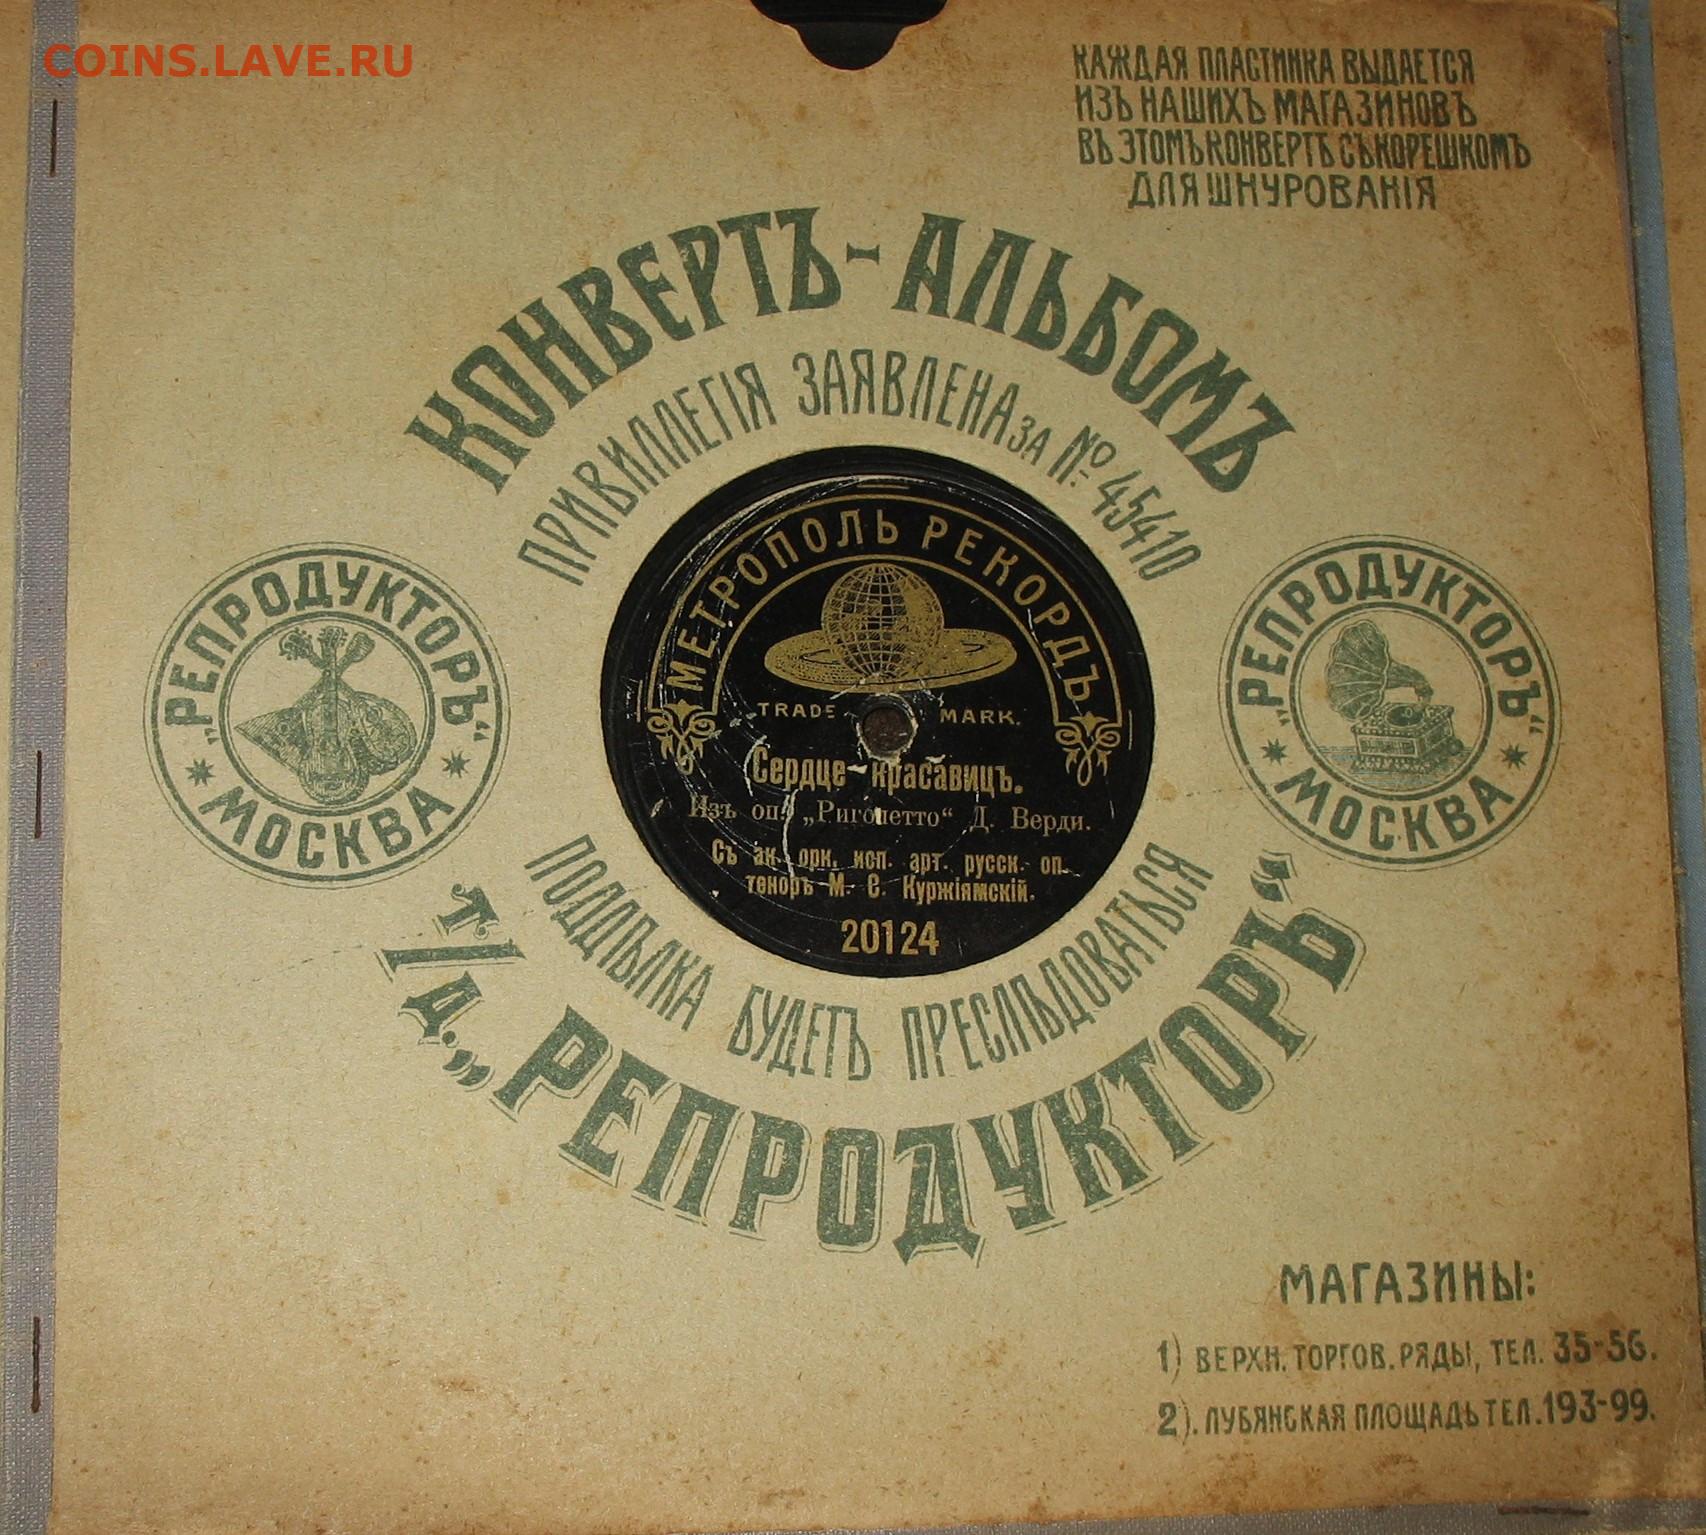 COINS.LAVE.RU
КАЖДАЯ ПЛАСТИНКА ВЫДАЕТСЯ
ИЗЪ НАШИХЪ МАГАЗИНОВЪ
ВЪ ЭТОМЪ КОНВЕРТѢ СЪ КОРЕШКОМЪ
ДЛЯ ШНУРОВАНІЯ
КОНВЕРТЪ-АЛЬБОМЪ
ПРИВИЛЛЕГІЯ ЗАЯВЛЕНА ЗА № 45410
„РЕПРОДУКТОРЪ“
* МОСКВА *
МЕТРОПОЛЬ РЕКОРДЪ
TRADE MARK.
Сердце красавицъ.
Изъ оп. „Риголетто“ Д. Верди.
Съ ак. орк. исп. арт. русск. оп.
теноръ М. С. Куржіямскій.
20124
„РЕПРОДУКТОРЪ“
* МОСКВА *
ПОДДѢЛКА БУДЕТЪ ПРЕСЛѢДОВАТЬСЯ
Т/Д. „РЕПРОДУКТОРЪ“
МАГАЗИНЫ:
1) ВЕРХН. ТОРГОВ. РЯДЫ, ТЕЛ. 35-56.
2). ЛУБЯНСКАЯ ПЛОЩАДЬ ТЕЛ. 193-99.